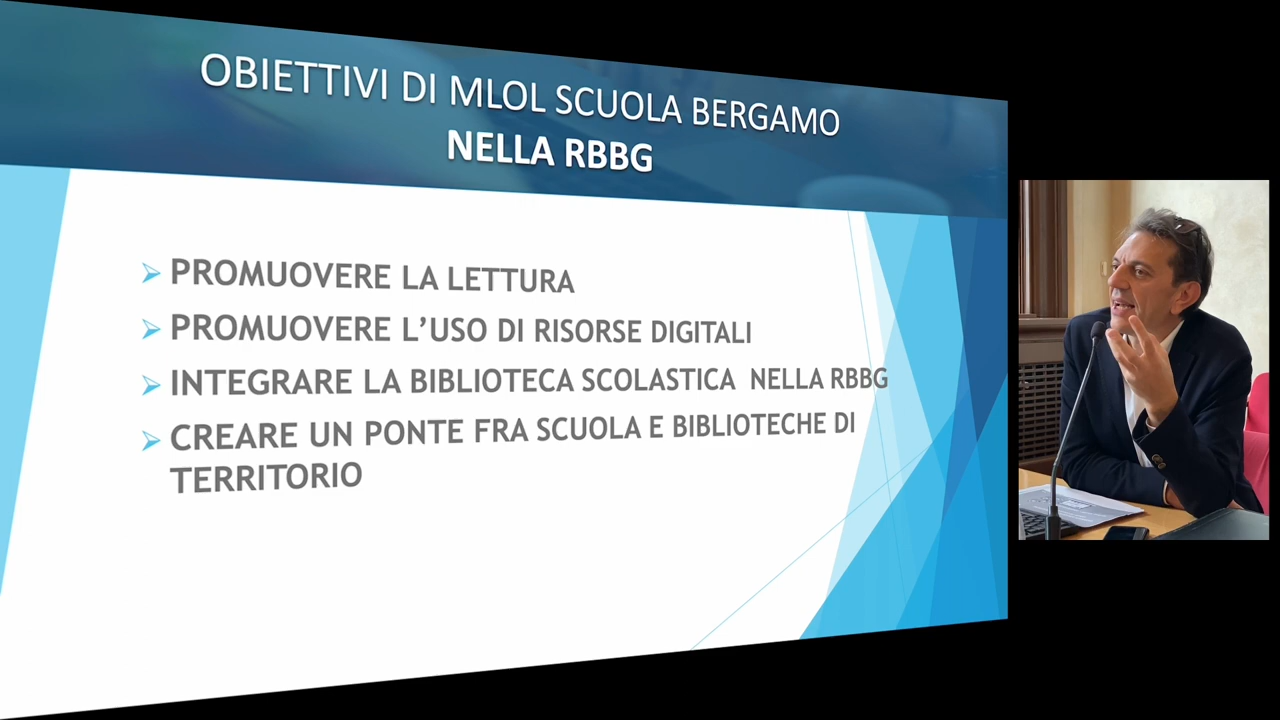 OBIETTIVI DI MLOL SCUOLA BERGAMO
NELLA RBBG
PROMUOVERE LA LETTURA
PROMUOVERE L’USO DI RISORSE DIGITALI
INTEGRARE LA BIBLIOTECA SCOLASTICA NELLA RBBG
CREARE UN PONTE FRA SCUOLA E BIBLIOTECHE DI
TERRITORIO